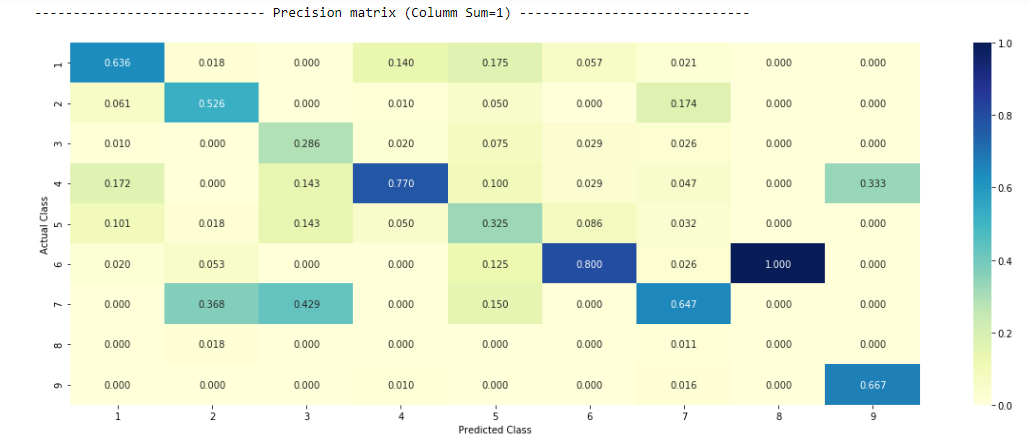 ----------------------------- Precision matrix (Columm Sum=1) -----------------------------
1.0
1 0.636 0.018 0.000 0.140 0.175 0.057 0.021 0.000 0.000
2 0.061 0.526 0.000 0.010 0.050 0.000 0.174 0.000 0.000
0.8
3 0.010 0.000 0.286 0.020 0.075 0.029 0.026 0.000 0.000
4 0.172 0.000 0.143 0.770 0.100 0.029 0.047 0.000 0.333
0.6
Actual Class
5 0.101 0.018 0.143 0.050 0.325 0.086 0.032 0.000 0.000
0.4
6 0.020 0.053 0.000 0.000 0.125 0.800 0.026 1.000 0.000
7 0.000 0.368 0.429 0.000 0.150 0.000 0.647 0.000 0.000
0.2
8 0.000 0.018 0.000 0.000 0.000 0.000 0.011 0.000 0.000
9 0.000 0.000 0.000 0.010 0.000 0.000 0.016 0.000 0.667
0.0
1 2 3 4 5 6 7 8 9
Predicted Class